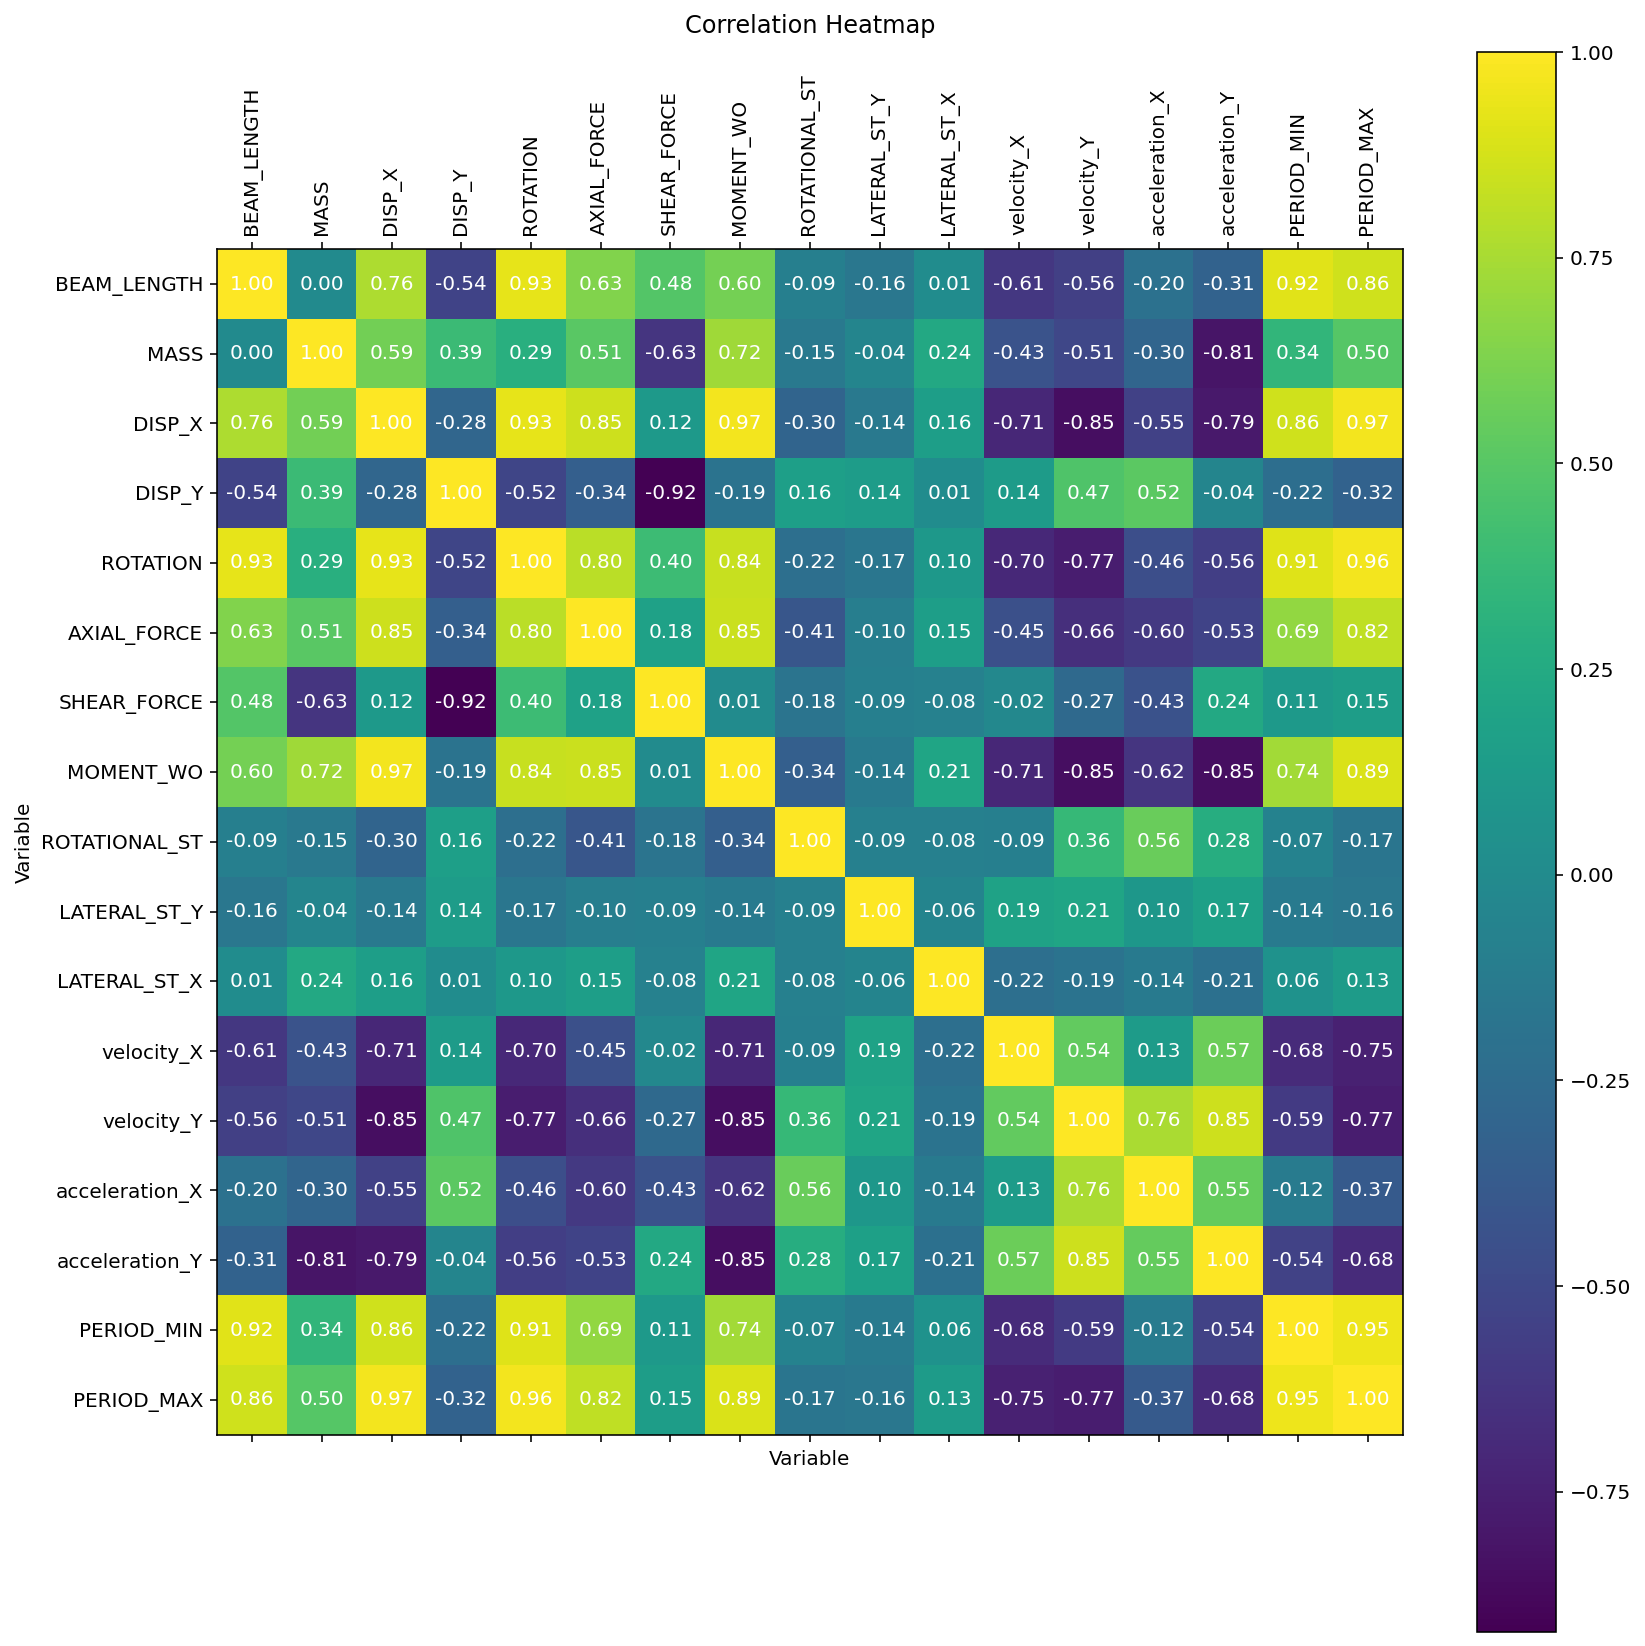 Correlation Heatmap
BEAM_LENGTH
MASS
DISP_X
DISP_Y
ROTATION
AXIAL_FORCE
SHEAR_FORCE
MOMENT_WO
ROTATIONAL_ST
LATERAL_ST_Y
LATERAL_ST_X
velocity_X
velocity_Y
acceleration_X
acceleration_Y
PERIOD_MIN
PERIOD_MAX
BEAM_LENGTH 1.00 0.00 0.76 -0.54 0.93 0.63 0.48 0.60 -0.09 -0.16 0.01 -0.61 -0.56 -0.20 -0.31 0.92 0.86
MASS 0.00 1.00 0.59 0.39 0.29 0.51 -0.63 0.72 -0.15 -0.04 0.24 -0.43 -0.51 -0.30 -0.81 0.34 0.50
DISP_X 0.76 0.59 1.00 -0.28 0.93 0.85 0.12 0.97 -0.30 -0.14 0.16 -0.71 -0.85 -0.55 -0.79 0.86 0.97
DISP_Y -0.54 0.39 -0.28 1.00 -0.52 -0.34 -0.92 -0.19 0.16 0.14 0.01 0.14 0.47 0.52 -0.04 -0.22 -0.32
ROTATION 0.93 0.29 0.93 -0.52 1.00 0.80 0.40 0.84 -0.22 -0.17 0.10 -0.70 -0.77 -0.46 -0.56 0.91 0.96
AXIAL_FORCE 0.63 0.51 0.85 -0.34 0.80 1.00 0.18 0.85 -0.41 -0.10 0.15 -0.45 -0.66 -0.60 -0.53 0.69 0.82
SHEAR_FORCE 0.48 -0.63 0.12 -0.92 0.40 0.18 1.00 0.01 -0.18 -0.09 -0.08 -0.02 -0.27 -0.43 0.24 0.11 0.15
MOMENT_WO 0.60 0.72 0.97 -0.19 0.84 0.85 0.01 1.00 -0.34 -0.14 0.21 -0.71 -0.85 -0.62 -0.85 0.74 0.89
ROTATIONAL_ST -0.09 -0.15 -0.30 0.16 -0.22 -0.41 -0.18 -0.34 1.00 -0.09 -0.08 -0.09 0.36 0.56 0.28 -0.07 -0.17
LATERAL_ST_Y -0.16 -0.04 -0.14 0.14 -0.17 -0.10 -0.09 -0.14 -0.09 1.00 -0.06 0.19 0.21 0.10 0.17 -0.14 -0.16
LATERAL_ST_X 0.01 0.24 0.16 0.01 0.10 0.15 -0.08 0.21 -0.08 -0.06 1.00 -0.22 -0.19 -0.14 -0.21 0.06 0.13
velocity_X -0.61 -0.43 -0.71 0.14 -0.70 -0.45 -0.02 -0.71 -0.09 0.19 -0.22 1.00 0.54 0.13 0.57 -0.68 -0.75
velocity_Y -0.56 -0.51 -0.85 0.47 -0.77 -0.66 -0.27 -0.85 0.36 0.21 -0.19 0.54 1.00 0.76 0.85 -0.59 -0.77
acceleration_X -0.20 -0.30 -0.55 0.52 -0.46 -0.60 -0.43 -0.62 0.56 0.10 -0.14 0.13 0.76 1.00 0.55 -0.12 -0.37
acceleration_Y -0.31 -0.81 -0.79 -0.04 -0.56 -0.53 0.24 -0.85 0.28 0.17 -0.21 0.57 0.85 0.55 1.00 -0.54 -0.68
PERIOD_MIN 0.92 0.34 0.86 -0.22 0.91 0.69 0.11 0.74 -0.07 -0.14 0.06 -0.68 -0.59 -0.12 -0.54 1.00 0.95
PERIOD_MAX 0.86 0.50 0.97 -0.32 0.96 0.82 0.15 0.89 -0.17 -0.16 0.13 -0.75 -0.77 -0.37 -0.68 0.95 1.00
Variable
Variable
1.00
0.75
0.50
0.25
0.00
−0.25
−0.50
−0.75